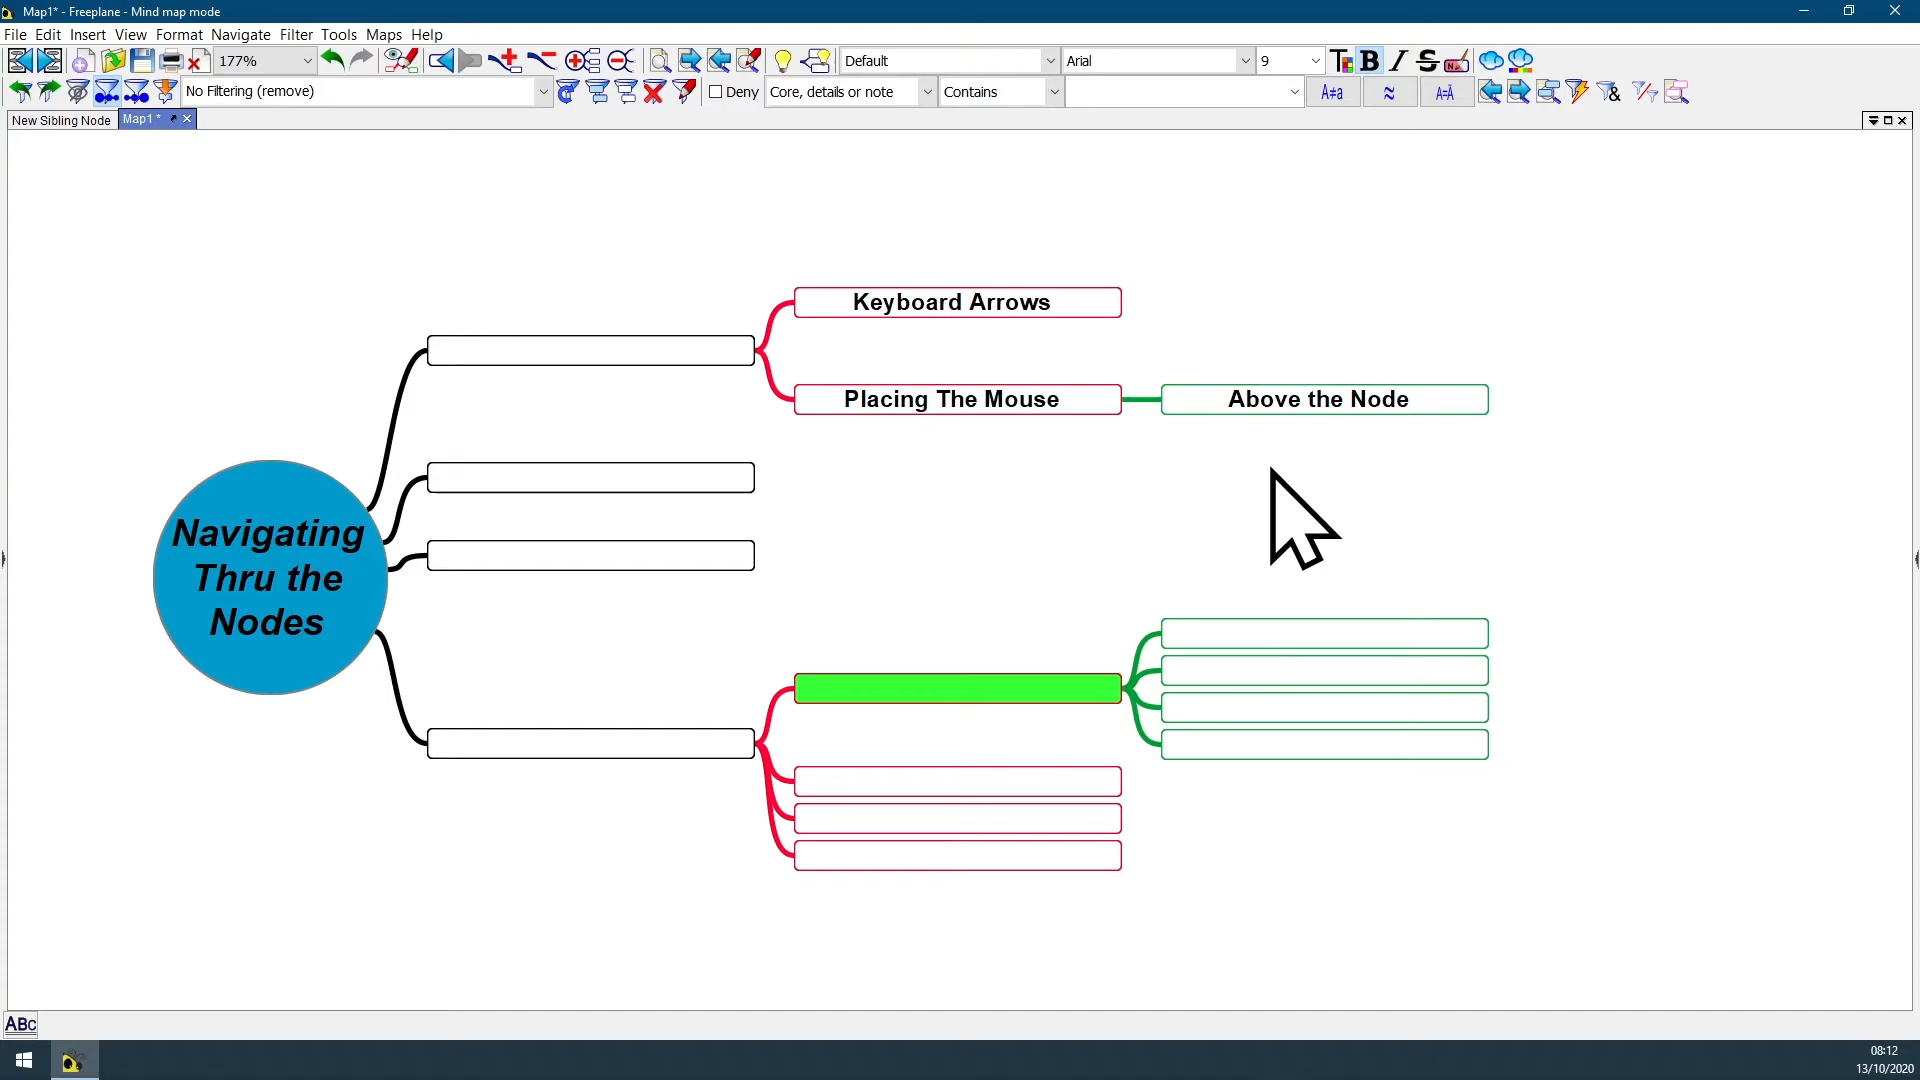 Map1* - Freeplane - Mind map mode
File Edit Insert View Format Navigate Filter Tools Maps Help
177% Default Arial 9 B I S
No Filtering (remove) Deny Core, details or note Contains A≠a ≈ A=Ä &
New Sibling Node Map1 *
Keyboard Arrows
Placing The Mouse Above the Node
Navigating
Thru the
Nodes
ABC
08:12
13/10/2020